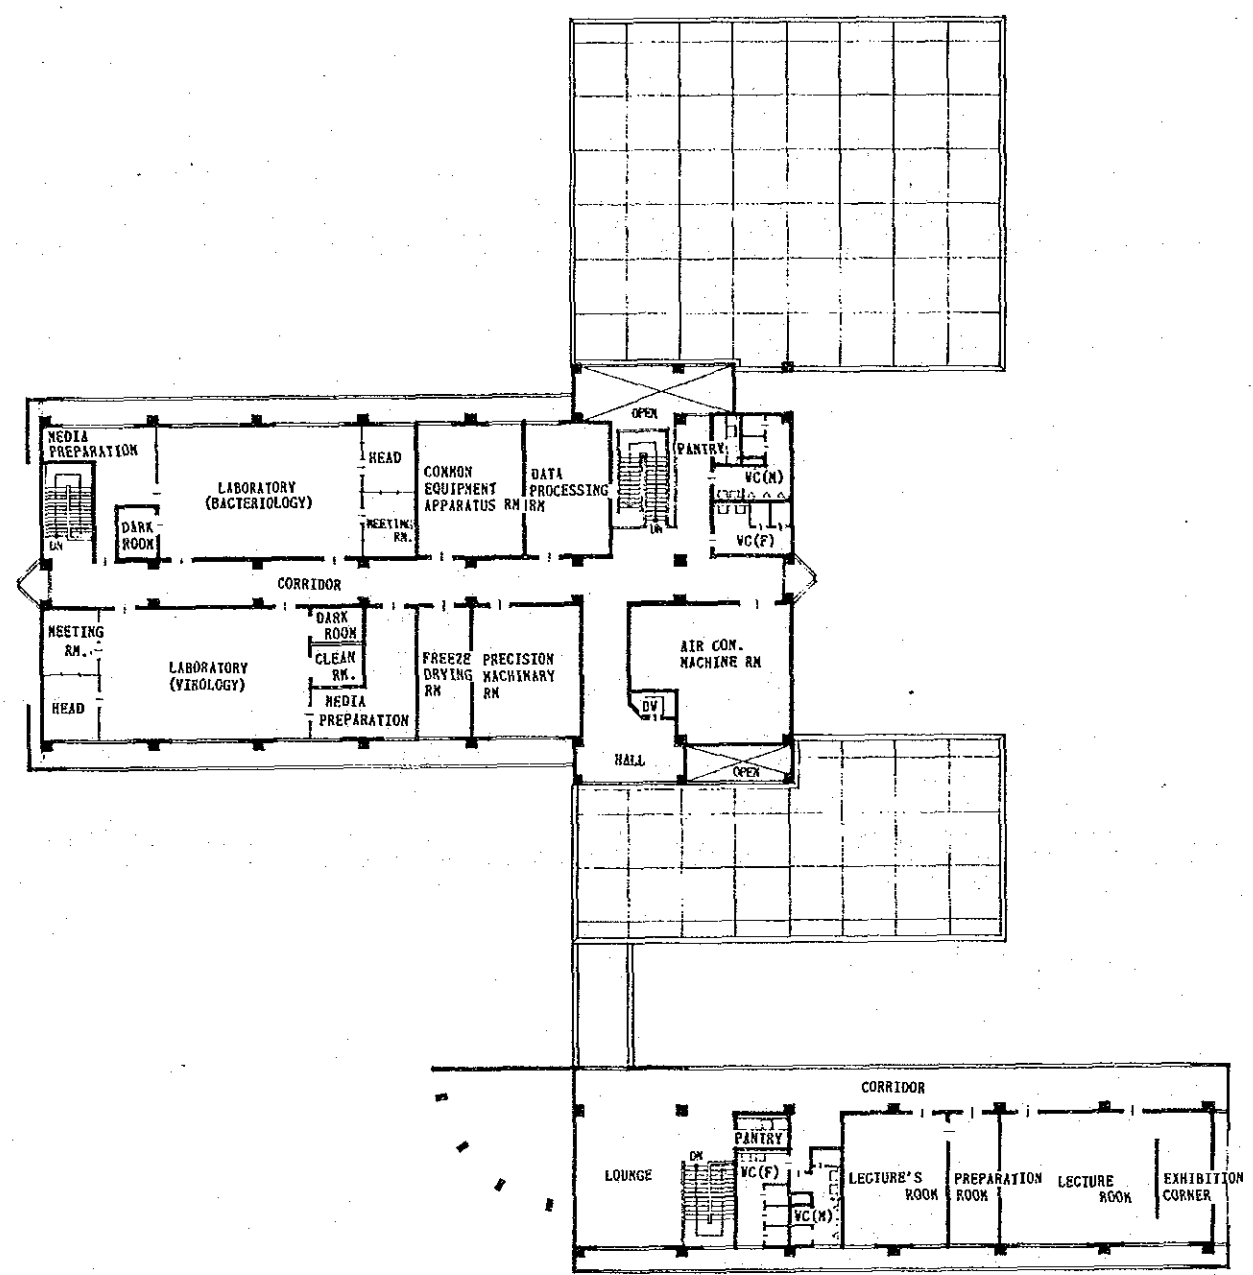 OPEN
MEDIA
PREPARATION
DN
DARK
ROOM
LABORATORY
(BACTERIOLOGY)
HEAD
MEETING
RM.
COMMON
EQUIPMENT
APPARATUS RM
DATA
PROCESSING
RM
DN
PANTRY
WC(M)
WC(F)
CORRIDOR
MEETING
RM.
HEAD
LABORATORY
(VIROLOGY)
DARK
ROOM
CLEAN
RM.
MEDIA
PREPARATION
FREEZE
DRYING
RM
PRECISION
MACHINARY
RM
AIR CON.
MACHINE RM
DW
HALL
OPEN
CORRIDOR
LOUNGE
DN
PANTRY
WC(F)
WC(M)
LECTURE'S
ROOM
PREPARATION
ROOM
LECTURE
ROOM
EXHIBITION
CORNER